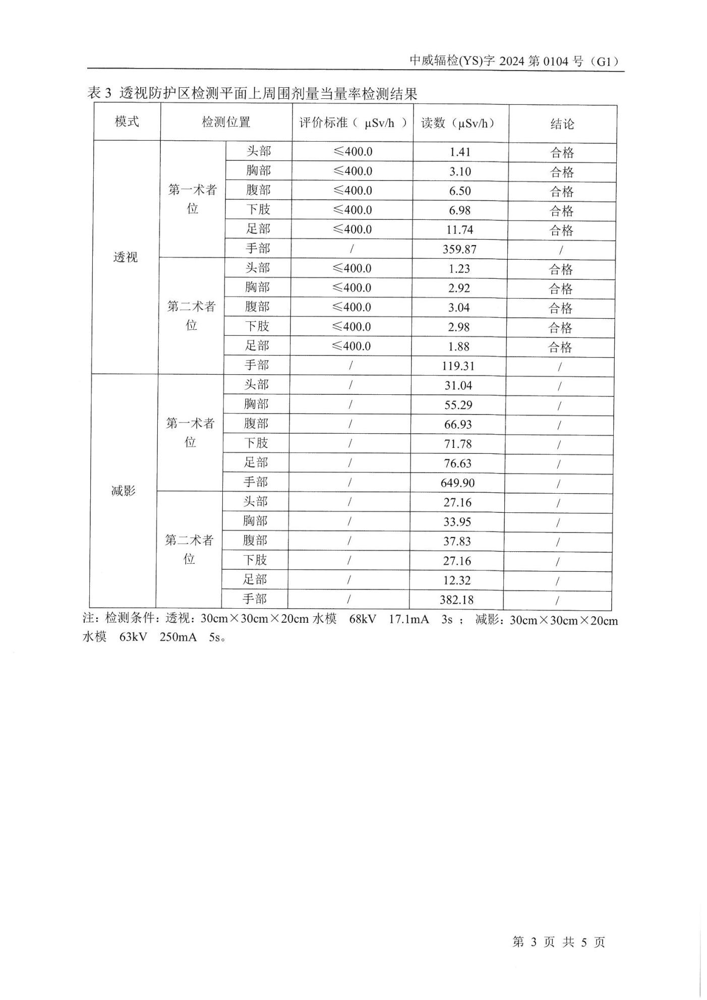 中威辐检(YS)字 2024 第 0104 号（G1）
表 3 透视防护区检测平面上周围剂量当量率检测结果
模式 检测位置 评价标准（ μSv/h ） 读数（μSv/h） 结论
透视 第一术者位 头部 ≤400.0 1.41 合格
胸部 ≤400.0 3.10 合格
腹部 ≤400.0 6.50 合格
下肢 ≤400.0 6.98 合格
足部 ≤400.0 11.74 合格
手部 / 359.87 /
第二术者位 头部 ≤400.0 1.23 合格
胸部 ≤400.0 2.92 合格
腹部 ≤400.0 3.04 合格
下肢 ≤400.0 2.98 合格
足部 ≤400.0 1.88 合格
手部 / 119.31 /
减影 第一术者位 头部 / 31.04 /
胸部 / 55.29 /
腹部 / 66.93 /
下肢 / 71.78 /
足部 / 76.63 /
手部 / 649.90 /
第二术者位 头部 / 27.16 /
胸部 / 33.95 /
腹部 / 37.83 /
下肢 / 27.16 /
足部 / 12.32 /
手部 / 382.18 /
注：检测条件：透视：30cm×30cm×20cm 水模 68kV 17.1mA 3s ； 减影：30cm×30cm×20cm
水模 63kV 250mA 5s。
第 3 页 共 5 页